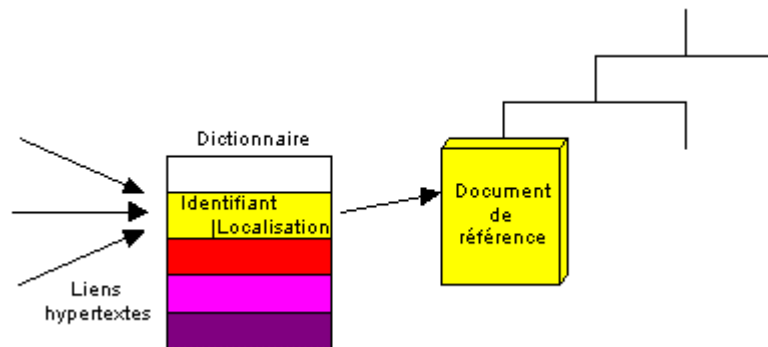 Dictionnaire
Identifiant
|Localisation
Liens
hypertextes
Document
de
référence